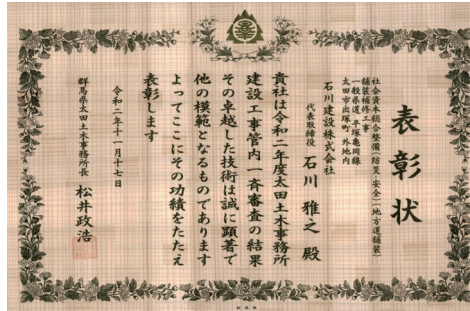 表彰状
社会資本総合整備(防災・安全)(地方道舗装)
舗装補修工事
一般県道 平塚亀岡線
太田市出塚町 外地内
石川建設株式会社
代表取締役 石川 雅之 殿
貴社は令和二年度太田土木事務所
建設工事管内一斉審査の結果
その卓越した技術は誠に顕著で
他の模範となるものであります
よってここにその功績をたたえ
表彰します
令和二年十一月十七日
群馬県太田土木事務所長 松井政浩